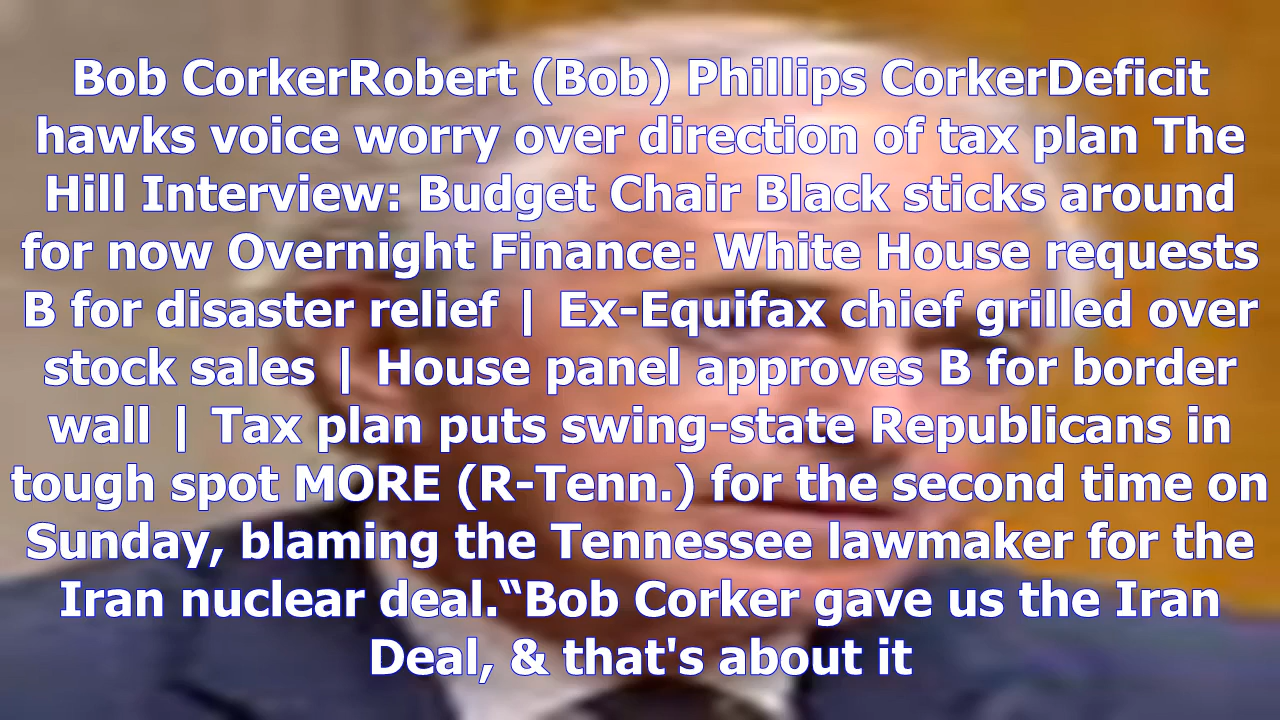 Bob CorkerRobert (Bob) Phillips CorkerDeficit
hawks voice worry over direction of tax plan The
Hill Interview: Budget Chair Black sticks around
for now Overnight Finance: White House requests
B for disaster relief | Ex-Equifax chief grilled over
stock sales | House panel approves B for border
wall | Tax plan puts swing-state Republicans in
tough spot MORE (R-Tenn.) for the second time on
Sunday, blaming the Tennessee lawmaker for the
Iran nuclear deal.“Bob Corker gave us the Iran
Deal, & that's about it